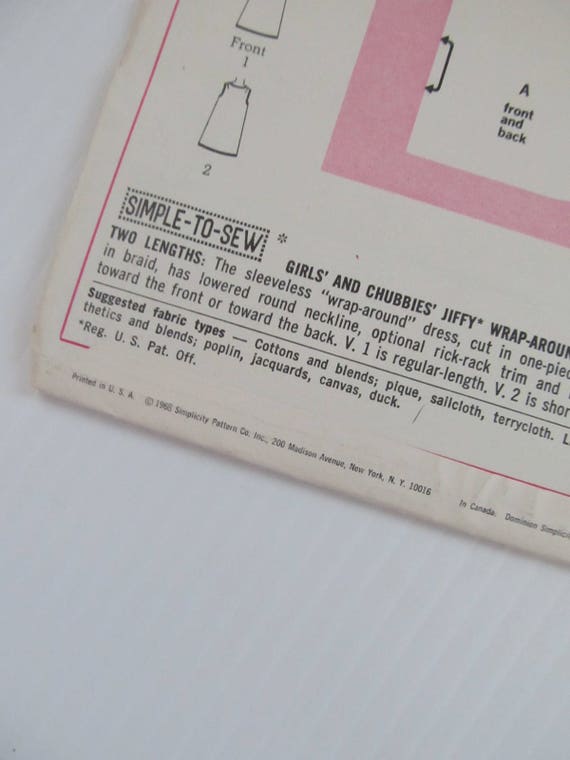 Front
1
2
A
front
and
back
SIMPLE-TO-SEW *
GIRLS' AND CHUBBIES' JIFFY* WRAP-AROUN
TWO LENGTHS: The sleeveless "wrap-around" dress, cut in one-piec
in braid, has lowered round neckline, optional rick-rack trim and
toward the front or toward the back. V. 1 is regular-length. V. 2 is shor
Suggested fabric types — Cottons and blends; pique, sailcloth, terrycloth. L
thetics and blends; poplin, jacquards, canvas, duck.
*Reg. U. S. Pat. Off.
Printed in U. S. A. © 1968 Simplicity Pattern Co. Inc., 200 Madison Avenue, New York, N. Y. 10016
In Canada. Dominion Simplici